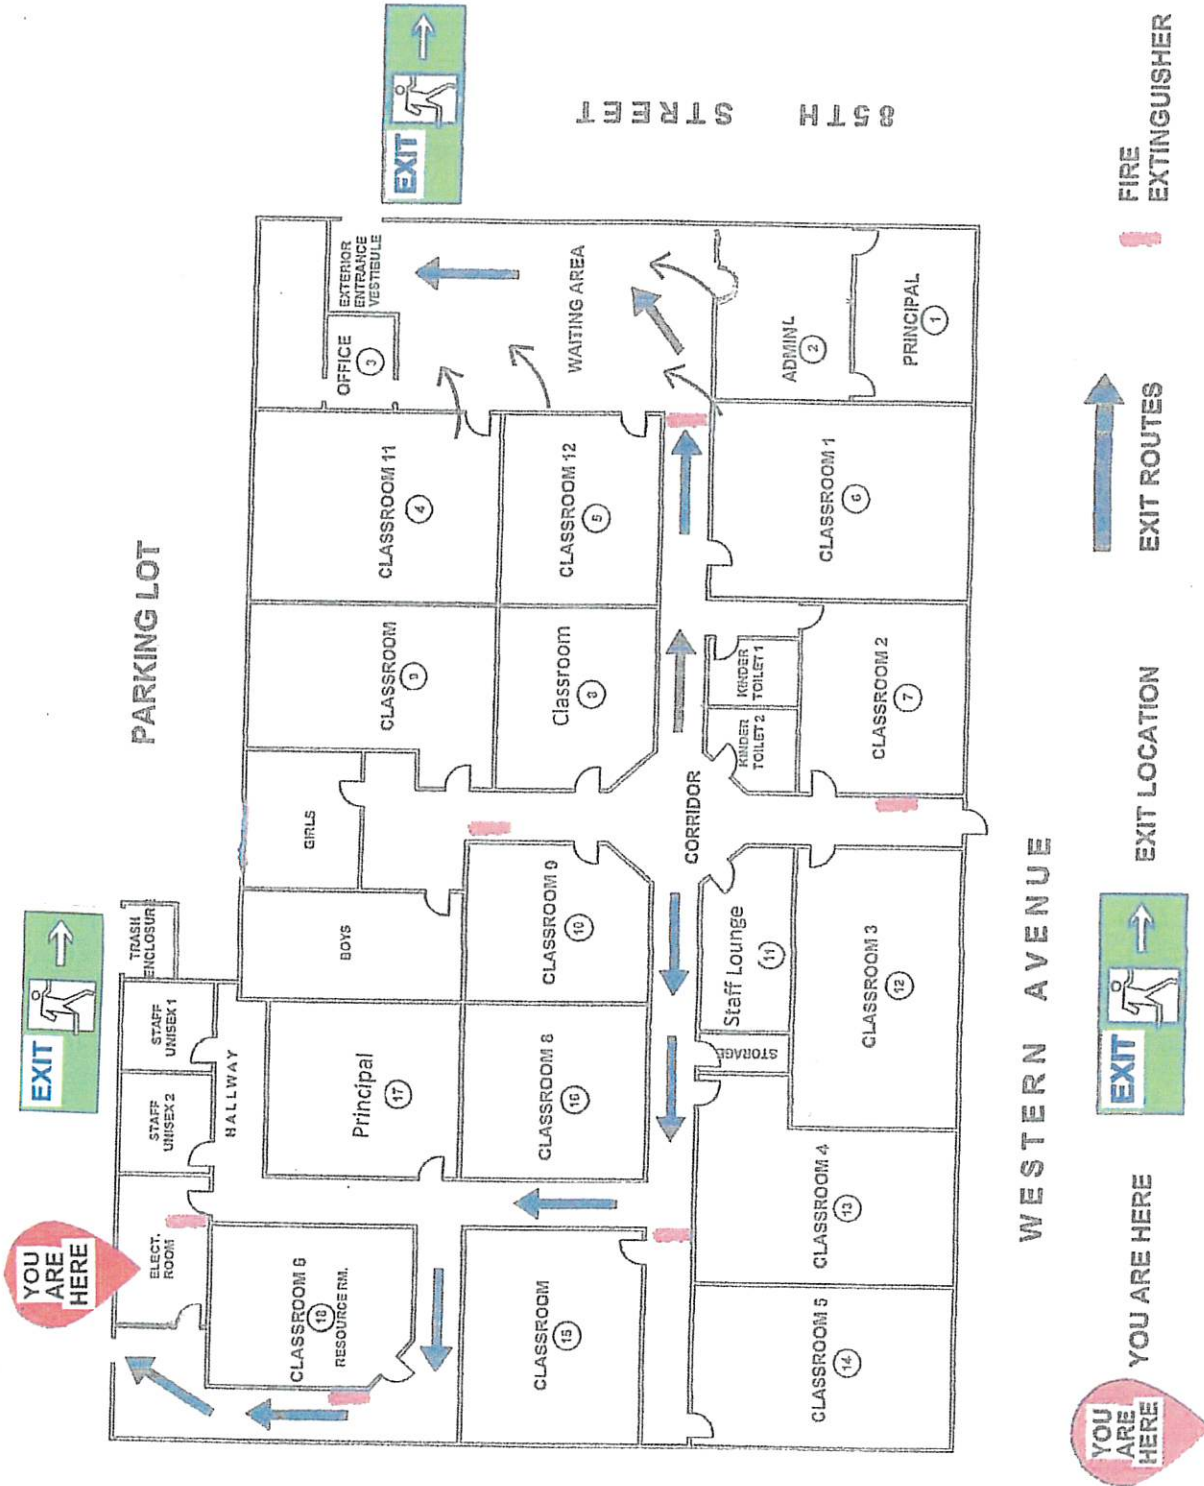 PARKING LOT
EXIT
EXIT
85TH
STREET
YOU
ARE
HERE
ELECT.
ROOM
STAFF
UNISEX 2
STAFF
UNISEX 1
TRASH
ENCLOSURE
HALLWAY
CLASSROOM 6
18
RESOURCE RM.
Principal
17
BOYS
GIRLS
CLASSROOM
9
CLASSROOM 11
4
OFFICE
3
EXTERIOR
ENTRANCE
VESTIBULE
CLASSROOM
15
CLASSROOM 8
16
CLASSROOM 9
10
Classroom
8
CLASSROOM 12
5
WAITING AREA
CORRIDOR
CLASSROOM 5
14
CLASSROOM 4
13
STORAGE
Staff Lounge
11
CLASSROOM 3
12
KINDER
TOILET 2
KINDER
TOILET 1
CLASSROOM 2
7
CLASSROOM 1
6
ADMIN\L
2
PRINCIPAL
1
WESTERN AVENUE
YOU
ARE
HERE
YOU ARE HERE
EXIT
EXIT LOCATION
EXIT ROUTES
FIRE
EXTINGUISHER